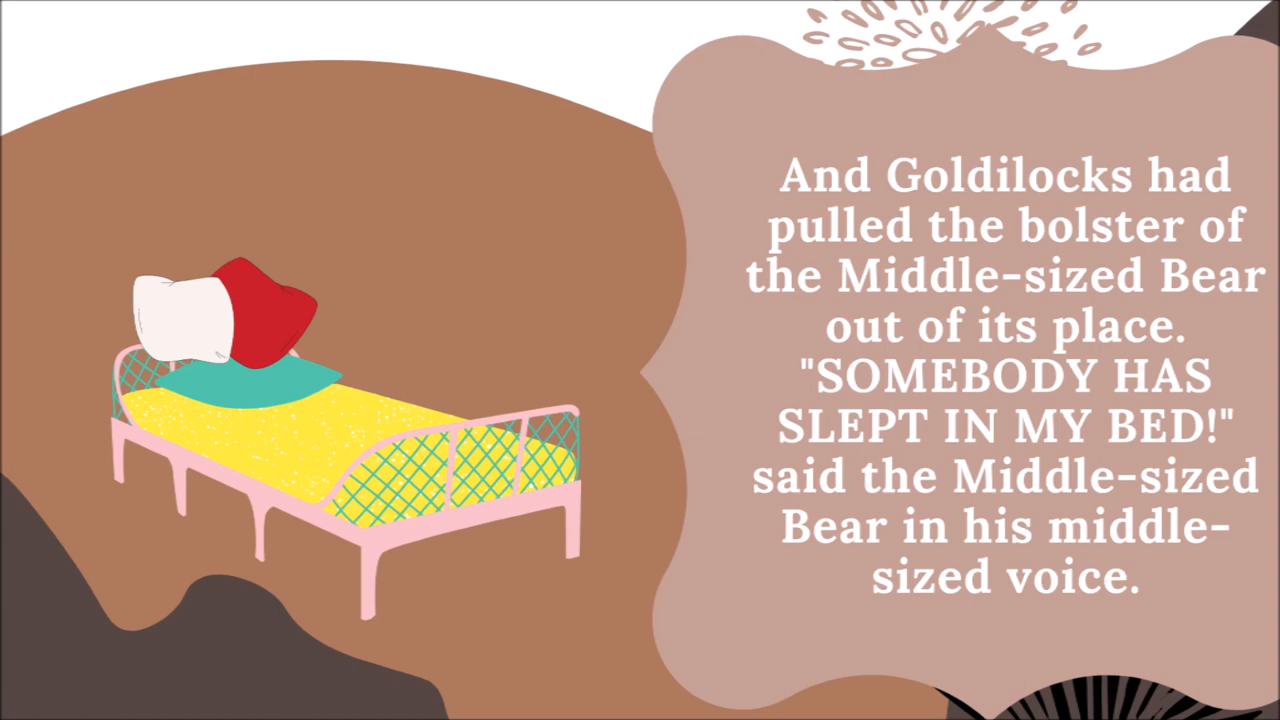 And Goldilocks had
pulled the bolster of
the Middle-sized Bear
out of its place.
"SOMEBODY HAS
SLEPT IN MY BED!"
said the Middle-sized
Bear in his middle-
sized voice.